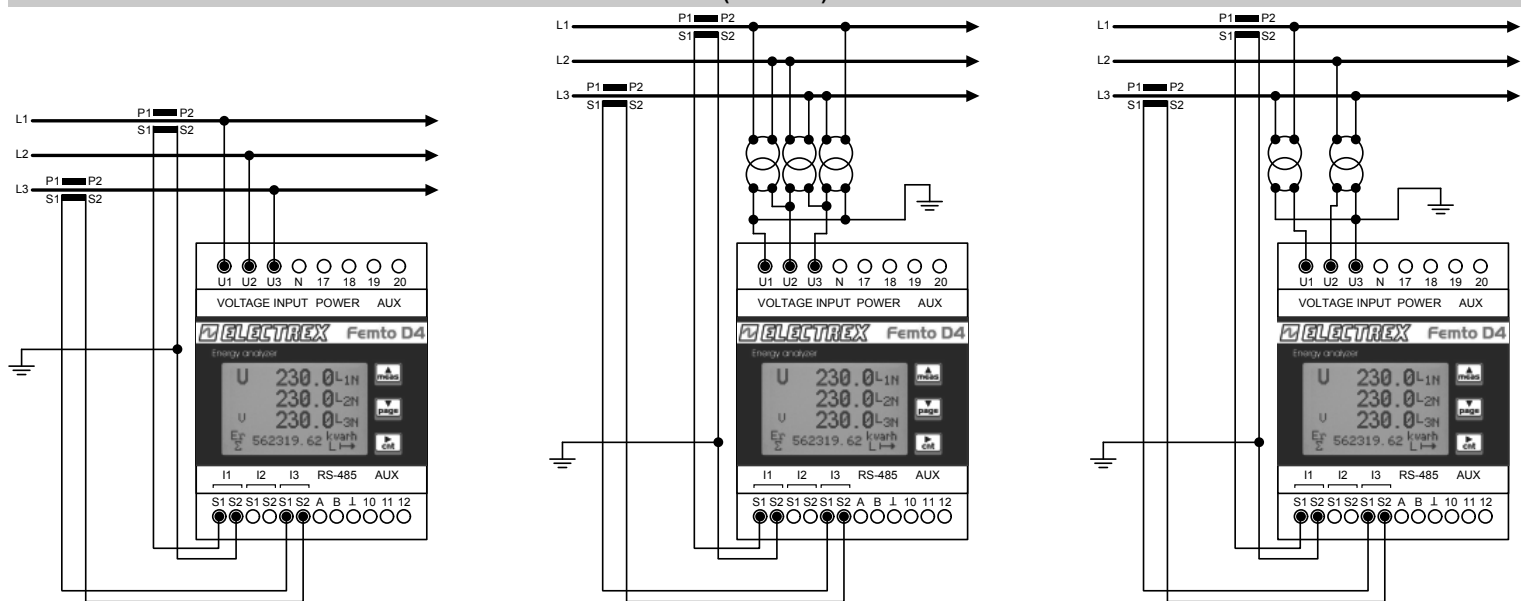 L1
L2
L3
P1 P2
S1 S2
P1 P2
S1 S2
U1 U2 U3 N 17 18 19 20
VOLTAGE INPUT POWER AUX
ELECTREX Femto D4
Energy analyzer
U 230.0 L1N
230.0 L2N
U 230.0 L3N
Er Σ 562319.62 kvarh
L
meas
page
cnt
I1 I2 I3 RS-485 AUX
S1 S2 S1 S2 S1 S2 A B ⊥ 10 11 12
L1
L2
L3
P1 P2
S1 S2
P1 P2
S1 S2
U1 U2 U3 N 17 18 19 20
VOLTAGE INPUT POWER AUX
ELECTREX Femto D4
Energy analyzer
U 230.0 L1N
230.0 L2N
U 230.0 L3N
Er Σ 562319.62 kvarh
L
meas
page
cnt
I1 I2 I3 RS-485 AUX
S1 S2 S1 S2 S1 S2 A B ⊥ 10 11 12
L1
L2
L3
P1 P2
S1 S2
P1 P2
S1 S2
U1 U2 U3 N 17 18 19 20
VOLTAGE INPUT POWER AUX
ELECTREX Femto D4
Energy analyzer
U 230.0 L1N
230.0 L2N
U 230.0 L3N
Er Σ 562319.62 kvarh
L
meas
page
cnt
I1 I2 I3 RS-485 AUX
S1 S2 S1 S2 S1 S2 A B ⊥ 10 11 12